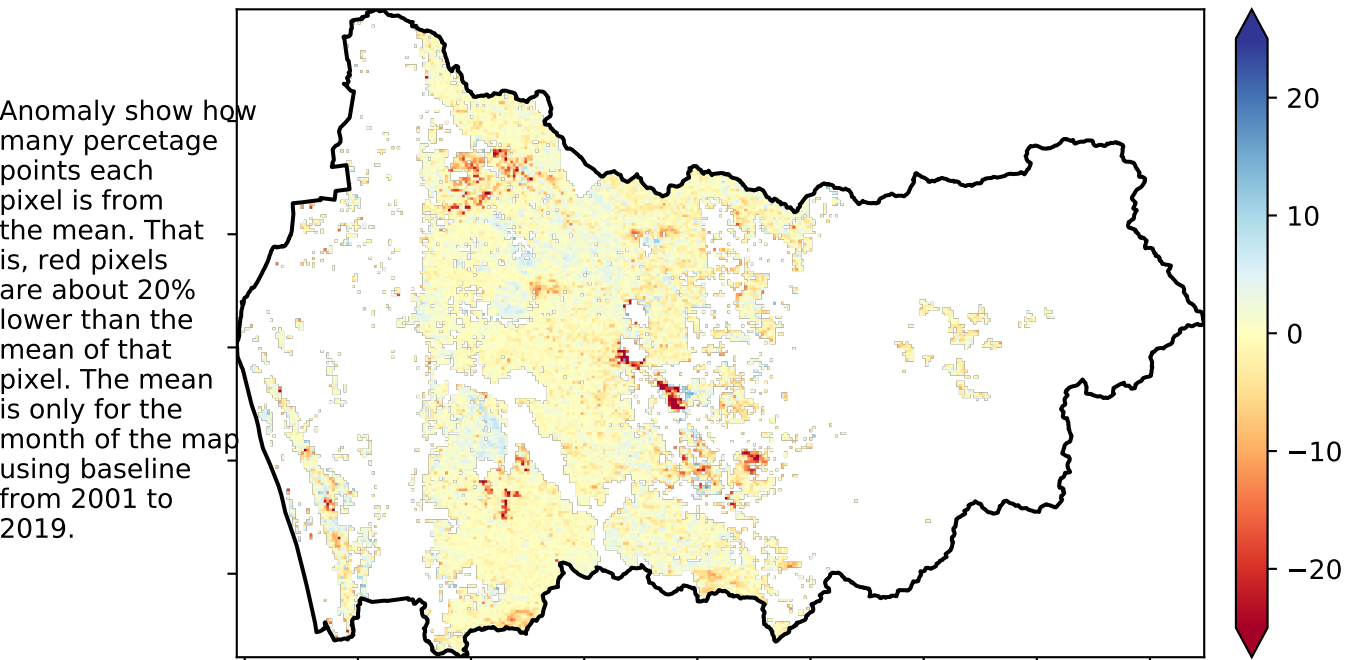 Anomaly show how
many percetage
points each
pixel is from
the mean. That
is, red pixels
are about 20%
lower than the
mean of that
pixel. The mean
is only for the
month of the map
using baseline
from 2001 to
2019.
20
10
0
−10
−20